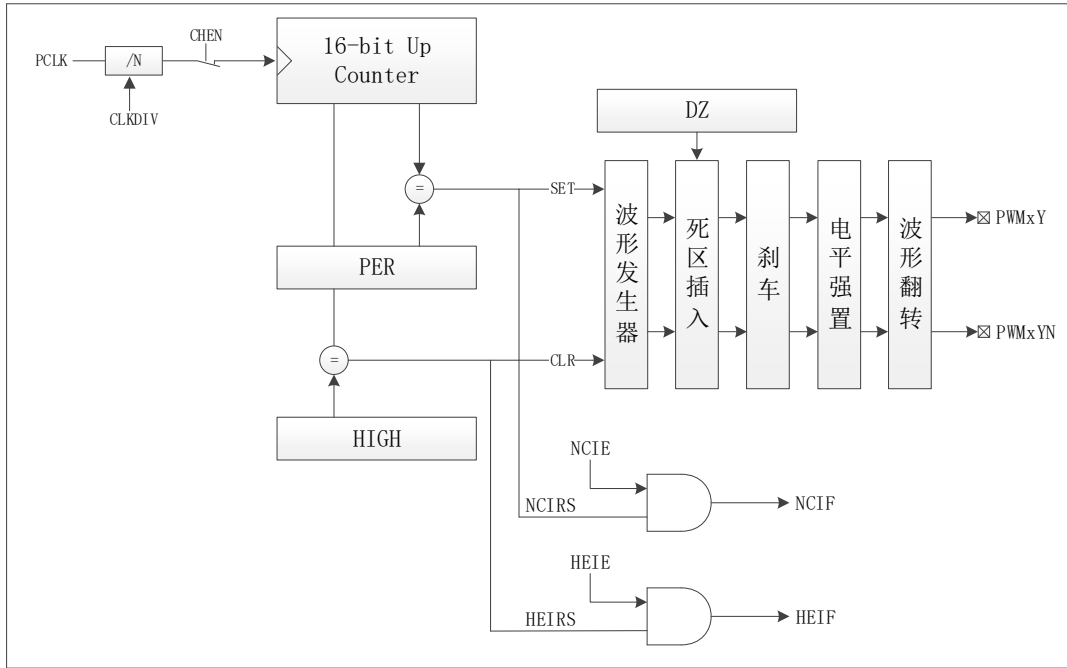 CHEN
16-bit Up
Counter
PCLK
/N
CLKDIV
DZ
=
SET
PER
波形发生器
死区插入
刹车
电平强置
波形翻转
PWMxY
PWMxYN
=
CLR
HIGH
NCIE
NCIRS
NCIF
HEIE
HEIRS
HEIF